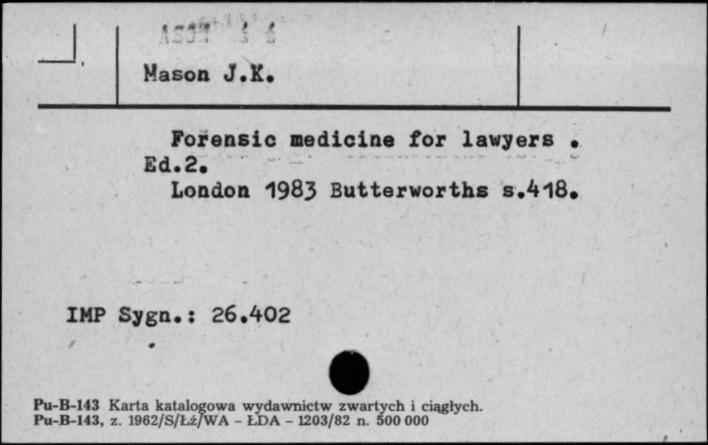 Mason J.K.
Forensic medicine for lawyers .
Ed.2.
London 1983 Butterworths s.418.
IMP Sygn.: 26.402
Pu-B-143 Karta katalogowa wydawnictw zwartych i ciągłych.
Pu-B-143, z. 1962/S/Łź/WA - ŁDA - 1203/82 n. 500 000